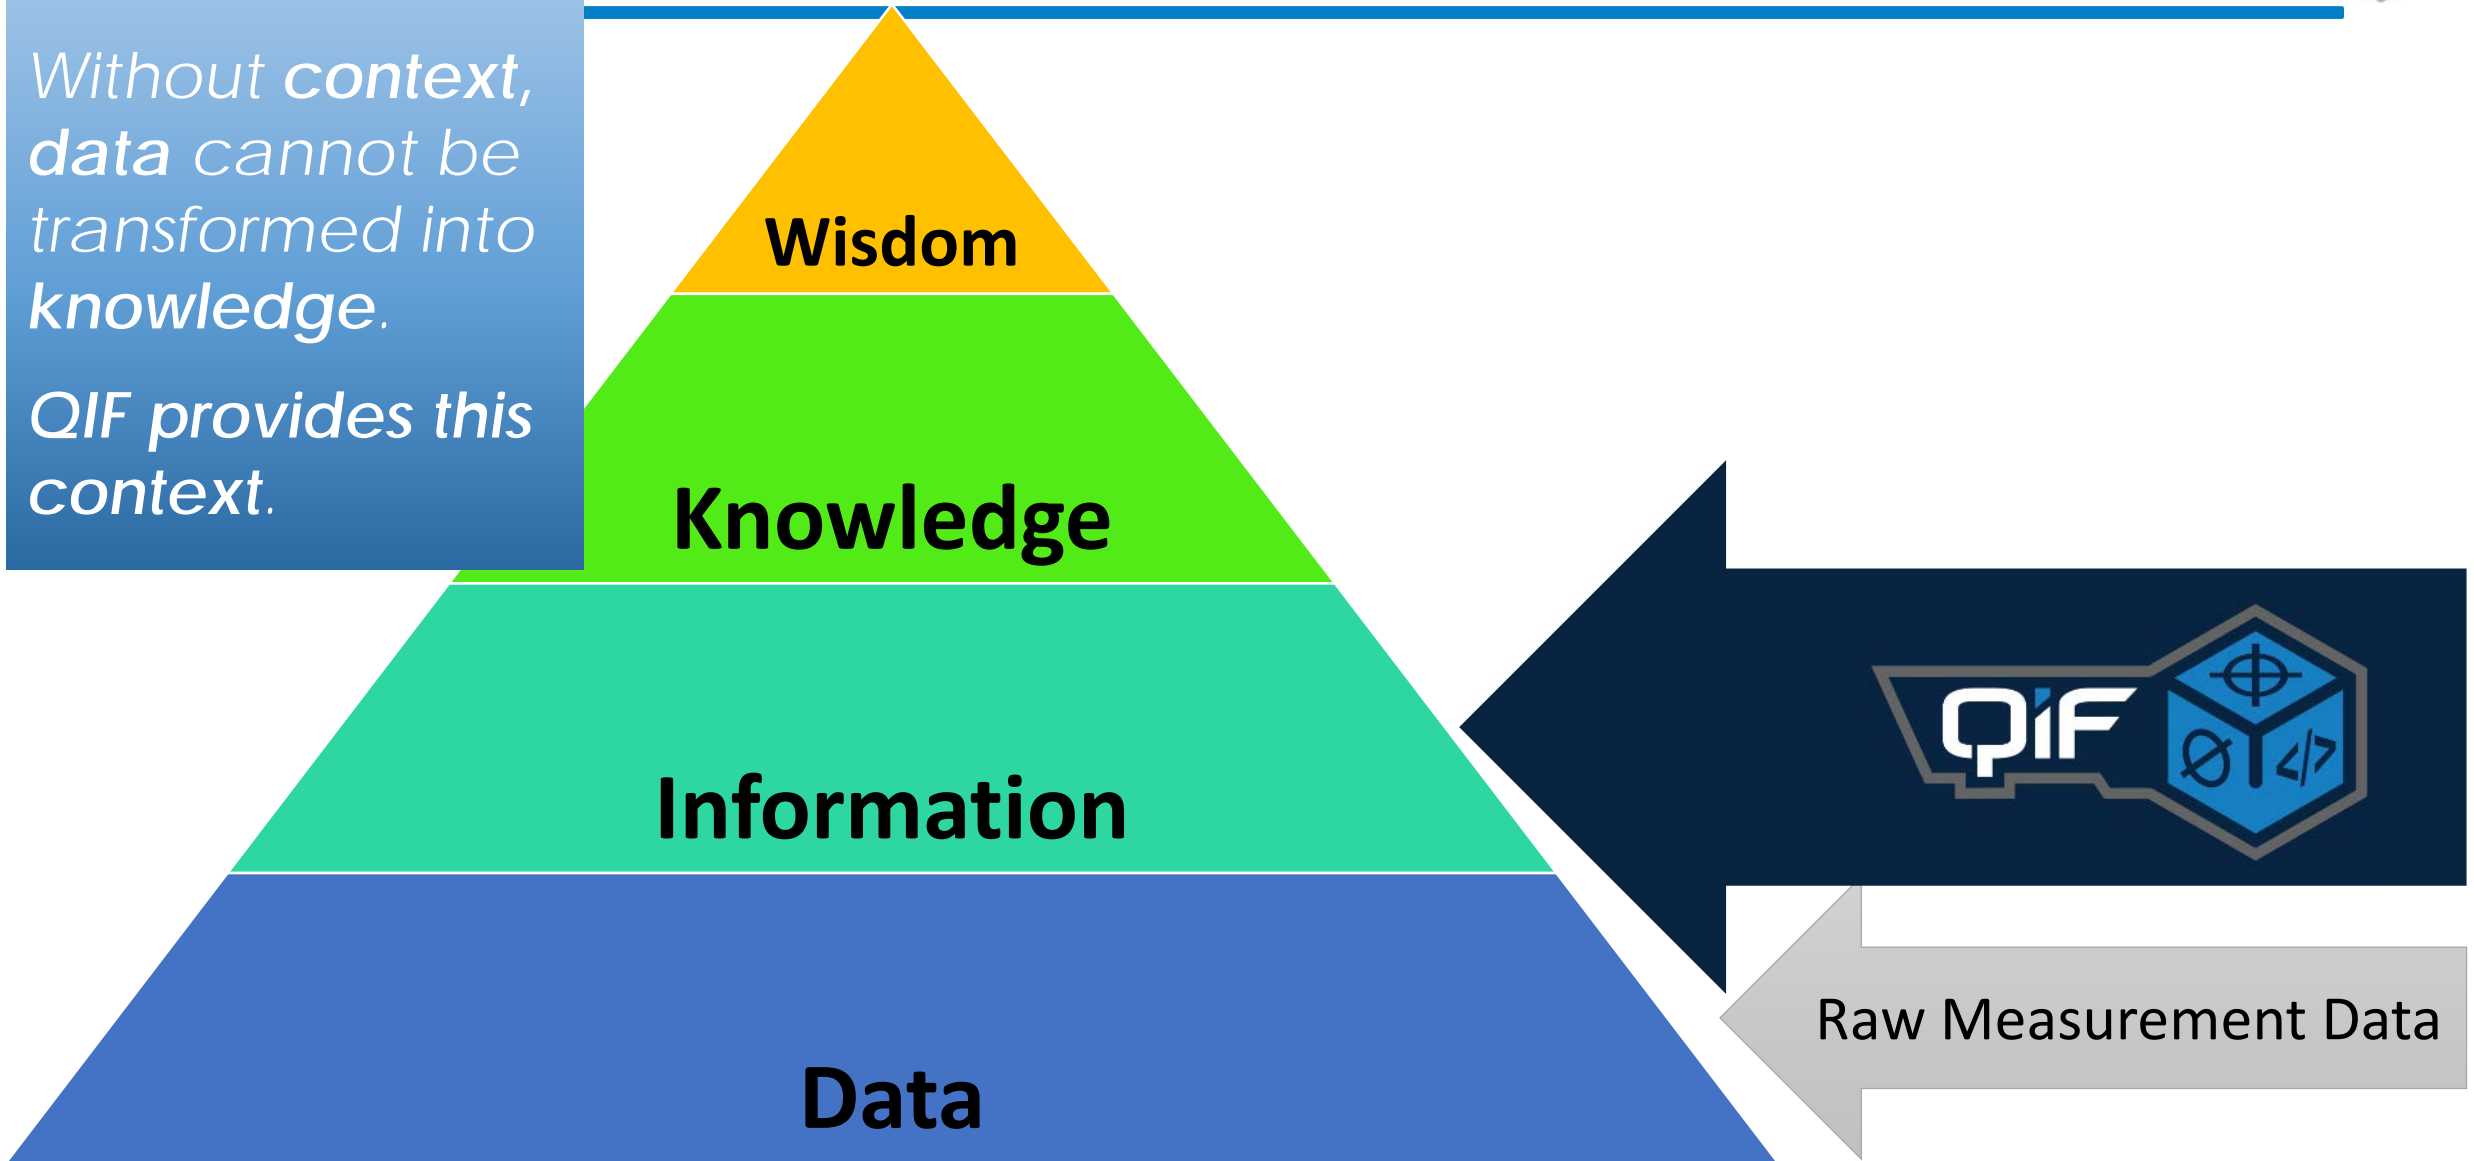 Without context,
data cannot be
transformed into
knowledge.
QIF provides this
context.
Wisdom
Knowledge
Information
Data
QiF
</>
Raw Measurement Data